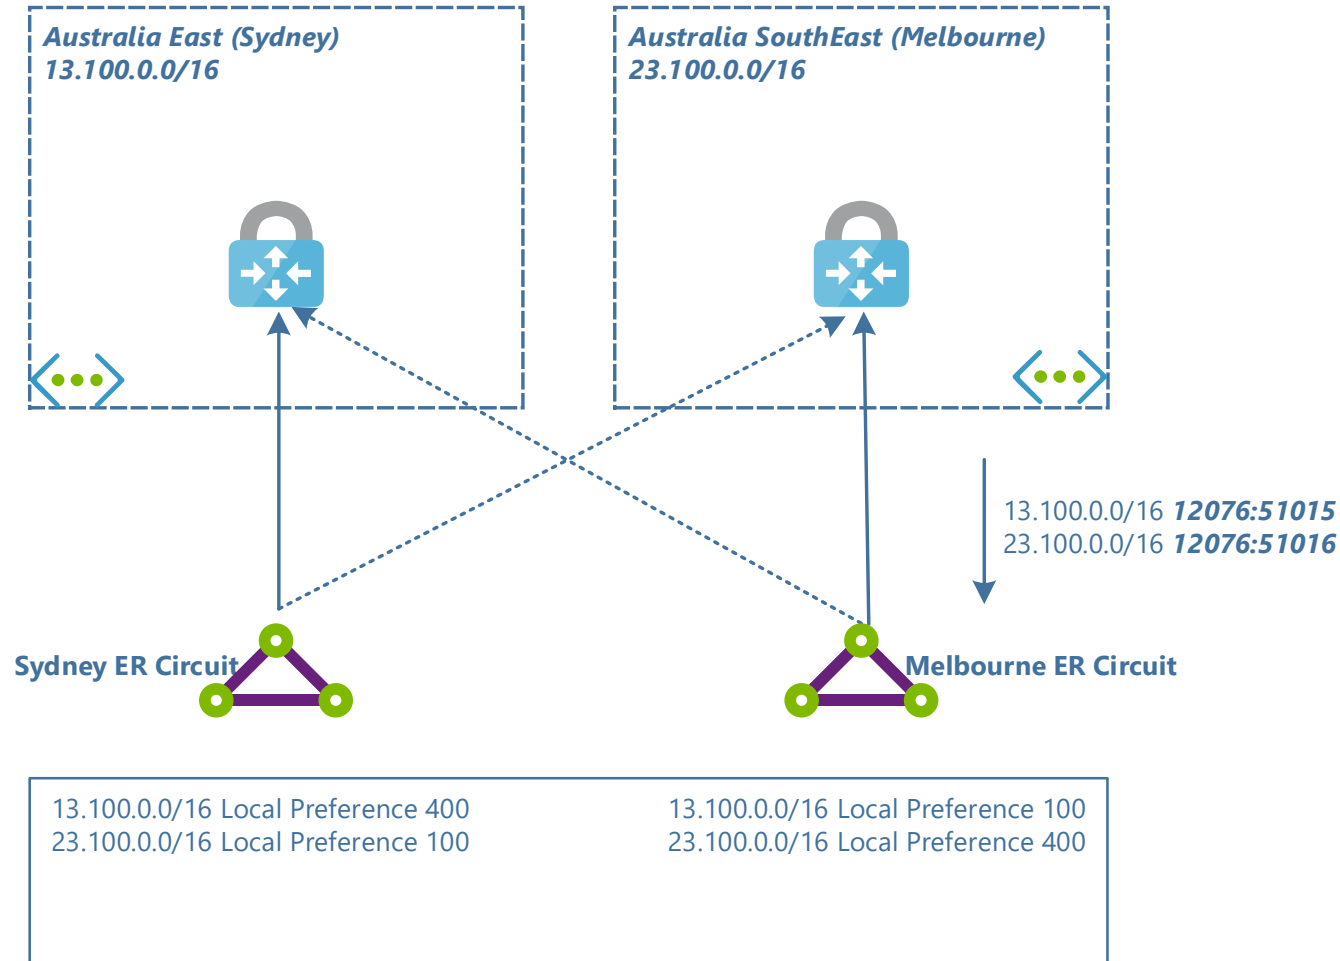 Australia East (Sydney)
13.100.0.0/16
Australia SouthEast (Melbourne)
23.100.0.0/16
13.100.0.0/16 12076:51015
23.100.0.0/16 12076:51016
Sydney ER Circuit
Melbourne ER Circuit
13.100.0.0/16 Local Preference 400
23.100.0.0/16 Local Preference 100
13.100.0.0/16 Local Preference 100
23.100.0.0/16 Local Preference 400